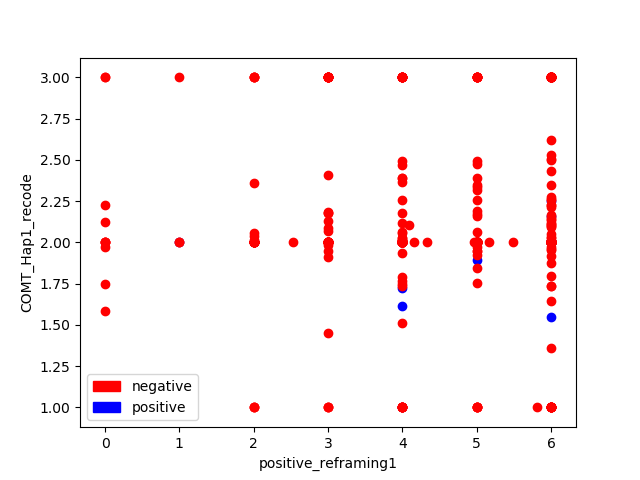 3.00
2.75
2.50
2.25
2.00
1.75
1.50
1.25
1.00
COMT_Hap1_recode
negative
positive
0 1 2 3 4 5 6
positive_reframing1